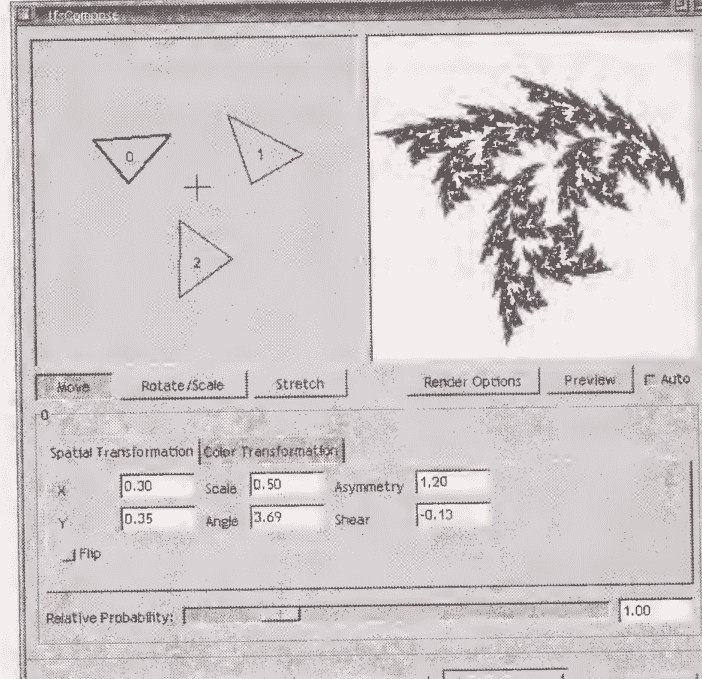 IfsCompose
0
1
2
Move Rotate/Scale Stretch Render Options Preview Auto
0
Spatial Transformation Color Transformation
X 0.30 Scale 0.50 Asymmetry 1.20
Y 0.35 Angle 3.69 Shear -0.13
Flip
Relative Probability: 1.00